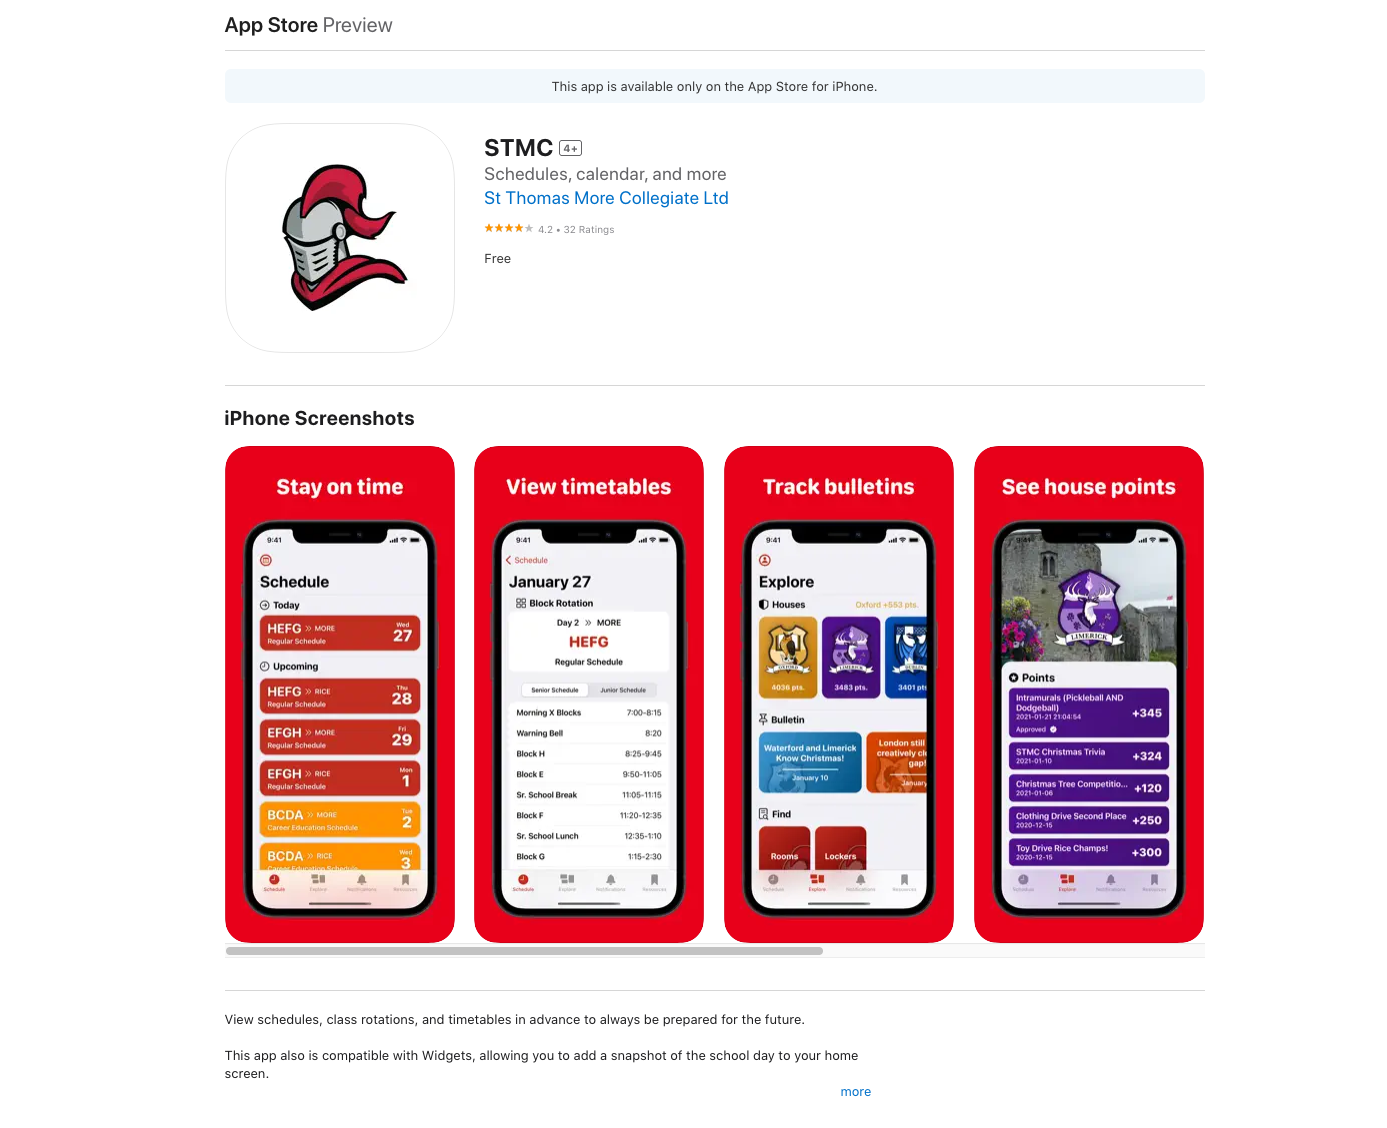 App Store Preview
This app is available only on the App Store for iPhone.
STMC 4+
Schedules, calendar, and more
St Thomas More Collegiate Ltd
4.2 • 32 Ratings
Free
iPhone Screenshots
Stay on time
9:41
Schedule
Today
HEFG >> MORE
Regular Schedule
Wed
27
Upcoming
HEFG >> RICE
Regular Schedule
Thu
28
EFGH >> MORE
Regular Schedule
Fri
29
EFGH >> RICE
Regular Schedule
Mon
1
BCDA >> MORE
Career Education Schedule
Tue
2
BCDA >> RICE
Career Education Schedule
Wed
3
Schedule Explore Notifications Resources
View timetables
9:41
Schedule
January 27
Block Rotation
Day 2 >> MORE
HEFG
Regular Schedule
Senior Schedule Junior Schedule
Morning X Blocks 7:00-8:15
Warning Bell 8:20
Block H 8:25-9:45
Block E 9:50-11:05
Sr. School Break 11:05-11:15
Block F 11:20-12:35
Sr. School Lunch 12:35-1:10
Block G 1:15-2:30
Schedule Explore Notifications Resources
Track bulletins
9:41
Explore
Houses Oxford +553 pts.
OXFORD
4036 pts.
LIMERICK
3483 pts.
3401 pts
Bulletin
Waterford and Limerick
Know Christmas!
January 10
London still
creatively cl
gap!
January
Find
Rooms
Lockers
Schedule Explore Notifications Resources
See house points
9:41
LIMERICK
Points
Intramurals (Pickleball AND
Dodgeball)
2021-01-21 21:04:54
Approved
+345
STMC Christmas Trivia
2021-01-10
+324
Christmas Tree Competitio...
2021-01-06
+120
Clothing Drive Second Place
2020-12-15
+250
Toy Drive Rice Champs!
2020-12-15
+300
Schedule Explore Notifications Resources
View schedules, class rotations, and timetables in advance to always be prepared for the future.
This app also is compatible with Widgets, allowing you to add a snapshot of the school day to your home
screen.
more